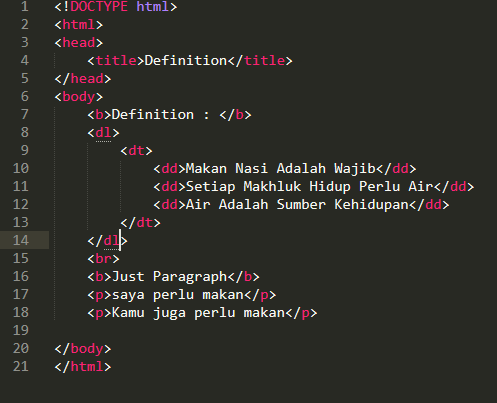 1 <!DOCTYPE html>
2 <html>
3 <head>
4 <title>Definition</title>
5 </head>
6 <body>
7 <b>Definition : </b>
8 <dl>
9 <dt>
10 <dd>Makan Nasi Adalah Wajib</dd>
11 <dd>Setiap Makhluk Hidup Perlu Air</dd>
12 <dd>Air Adalah Sumber Kehidupan</dd>
13 </dt>
14 </dl>
15 <br>
16 <b>Just Paragraph</b>
17 <p>saya perlu makan</p>
18 <p>Kamu juga perlu makan</p>
19
20 </body>
21 </html>